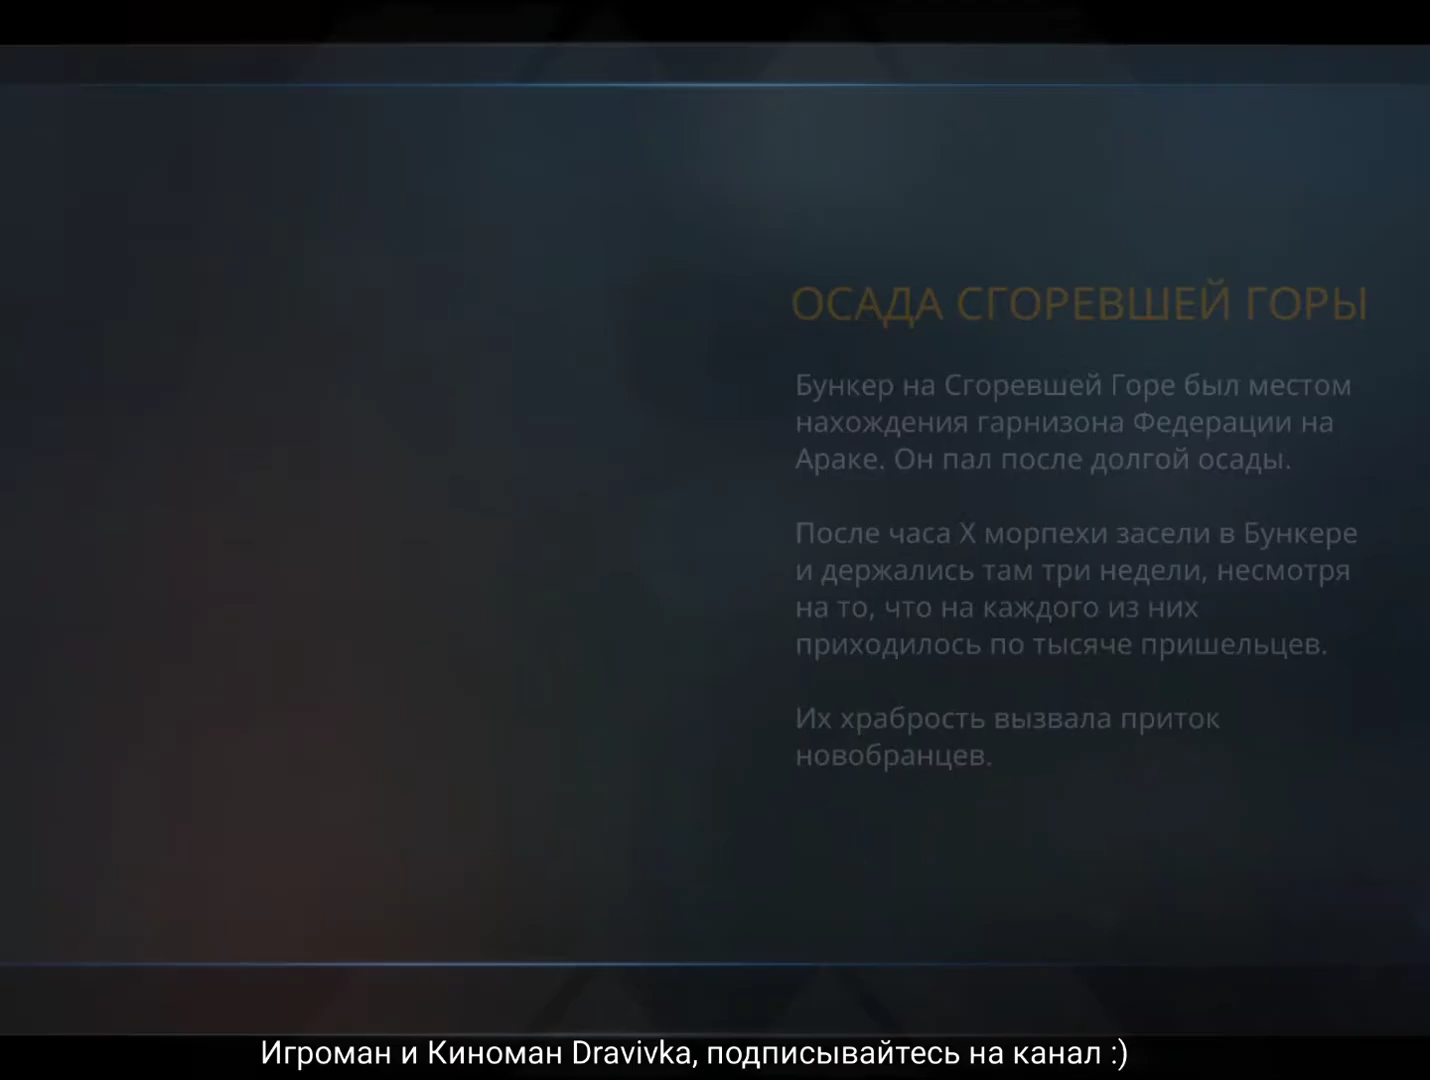 ОСАДА СГОРЕВШЕЙ ГОРЫ
Бункер на Сгоревшей Горе был местом
нахождения гарнизона Федерации на
Араке. Он пал после долгой осады.
После часа Х морпехи засели в Бункере
и держались там три недели, несмотря
на то, что на каждого из них
приходилось по тысяче пришельцев.
Их храбрость вызвала приток
новобранцев.
Игроман и Киноман Dravivka, подписывайтесь на канал :)